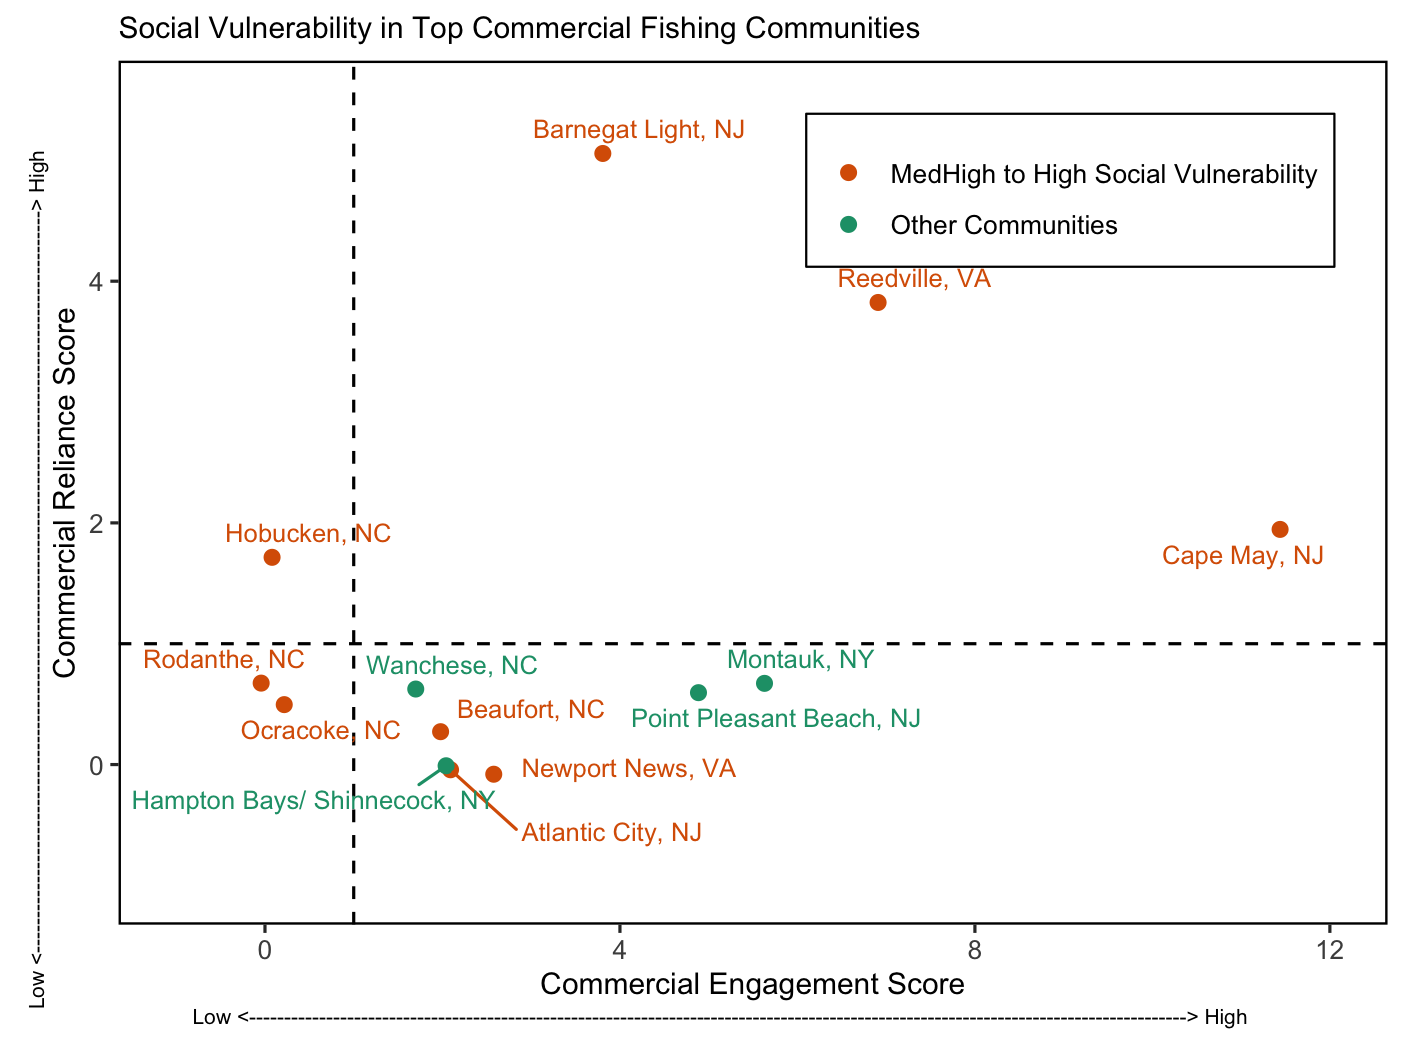 Social Vulnerability in Top Commercial Fishing Communities
Barnegat Light, NJ
MedHigh to High Social Vulnerability
Other Communities
Reedville, VA
4
Hobucken, NC
2
Cape May, NJ
Rodanthe, NC
Wanchese, NC
Montauk, NY
Beaufort, NC
Point Pleasant Beach, NJ
Ocracoke, NC
0
Newport News, VA
Hampton Bays/ Shinnecock, NY
Atlantic City, NJ
0
4
8
12
Commercial Engagement Score
Low <---------------------------------------------------------------------------------------------------------------------------------------> High
Commercial Reliance Score
Low <---------------------------------------------------------------------------------------------------------------> High